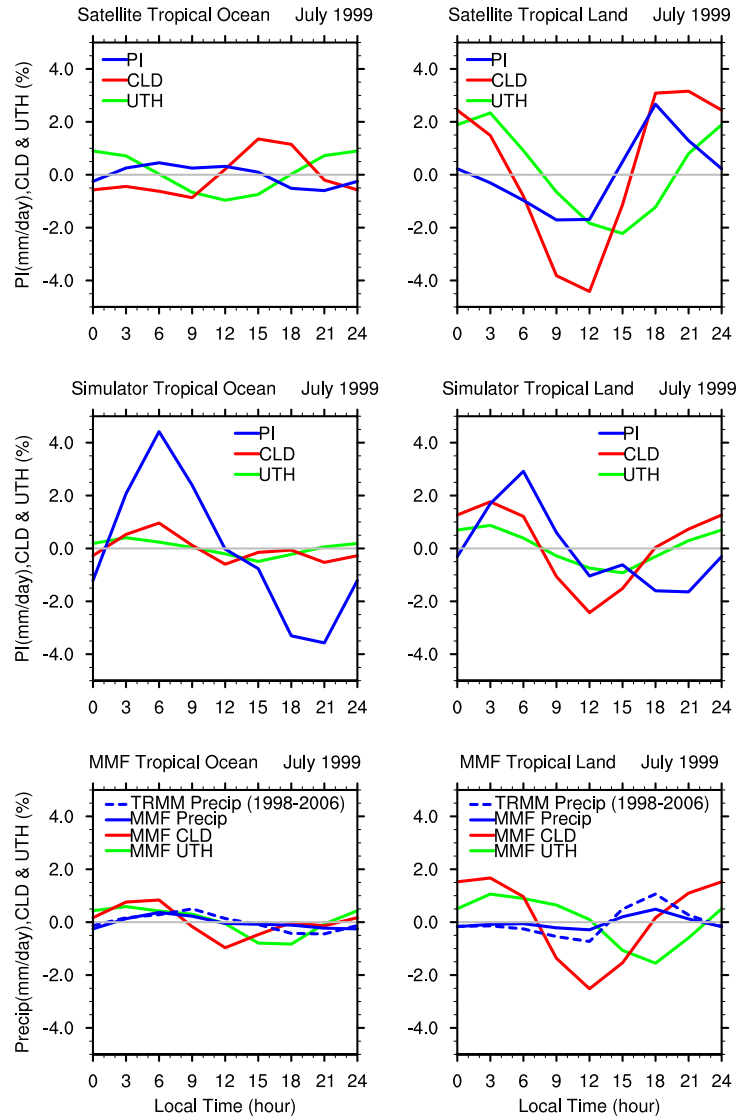 Satellite Tropical Ocean July 1999
PI(mm/day),CLD & UTH (%)
4.0
2.0
0.0
-2.0
-4.0
PI
CLD
UTH
0 3 6 9 12 15 18 21 24
Satellite Tropical Land July 1999
4.0
2.0
0.0
-2.0
-4.0
PI
CLD
UTH
0 3 6 9 12 15 18 21 24
Simulator Tropical Ocean July 1999
PI(mm/day),CLD & UTH (%)
4.0
2.0
0.0
-2.0
-4.0
PI
CLD
UTH
0 3 6 9 12 15 18 21 24
Simulator Tropical Land July 1999
4.0
2.0
0.0
-2.0
-4.0
PI
CLD
UTH
0 3 6 9 12 15 18 21 24
MMF Tropical Ocean July 1999
Precip(mm/day),CLD & UTH (%)
4.0
2.0
0.0
-2.0
-4.0
TRMM Precip (1998-2006)
MMF Precip
MMF CLD
MMF UTH
0 3 6 9 12 15 18 21 24
Local Time (hour)
MMF Tropical Land July 1999
4.0
2.0
0.0
-2.0
-4.0
TRMM Precip (1998-2006)
MMF Precip
MMF CLD
MMF UTH
0 3 6 9 12 15 18 21 24
Local Time (hour)